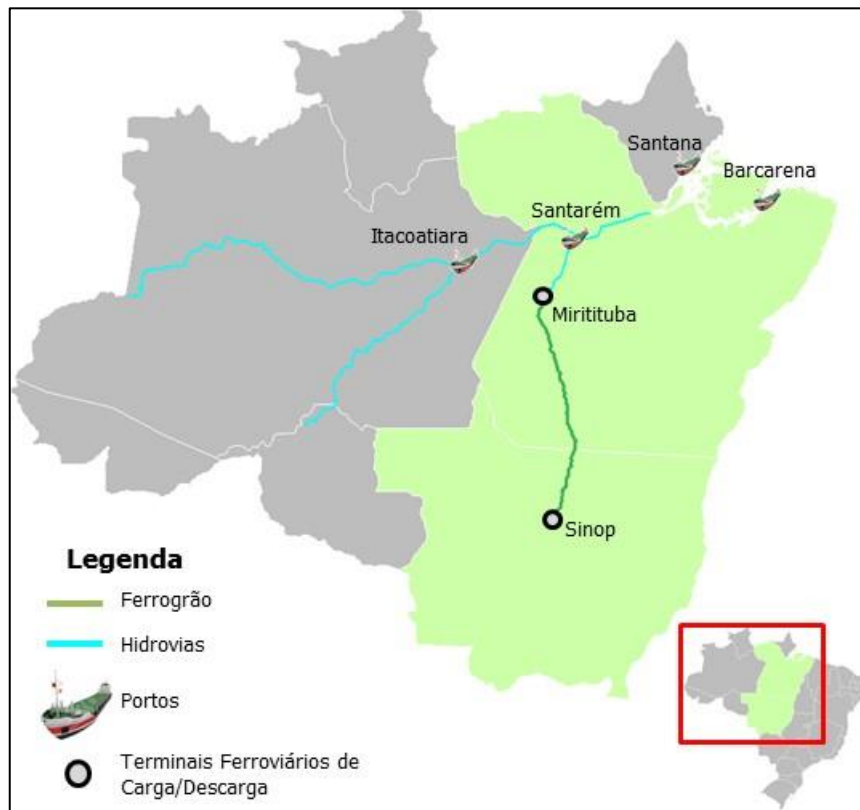 Santana
Barcarena
Santarém
Itacoatiara
Miritituba
Sinop
Legenda
Ferrogrão
Hidrovias
Portos
Terminais Ferroviários de
Carga/Descarga